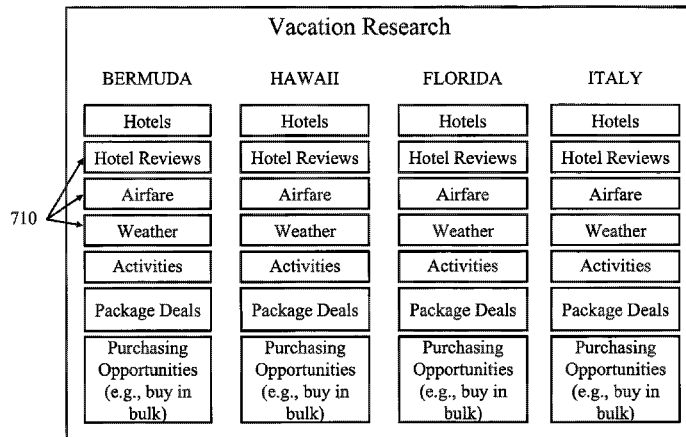 Vacation Research
BERMUDA HAWAII FLORIDA ITALY
Hotels Hotels Hotels Hotels
Hotel Reviews Hotel Reviews Hotel Reviews Hotel Reviews
Airfare Airfare Airfare Airfare
710
Weather Weather Weather Weather
Activities Activities Activities Activities
Package Deals Package Deals Package Deals Package Deals
Purchasing Purchasing Purchasing Purchasing
Opportunities Opportunities Opportunities Opportunities
(e.g., buy in (e.g., buy in (e.g., buy in (e.g., buy in
bulk) bulk) bulk) bulk)